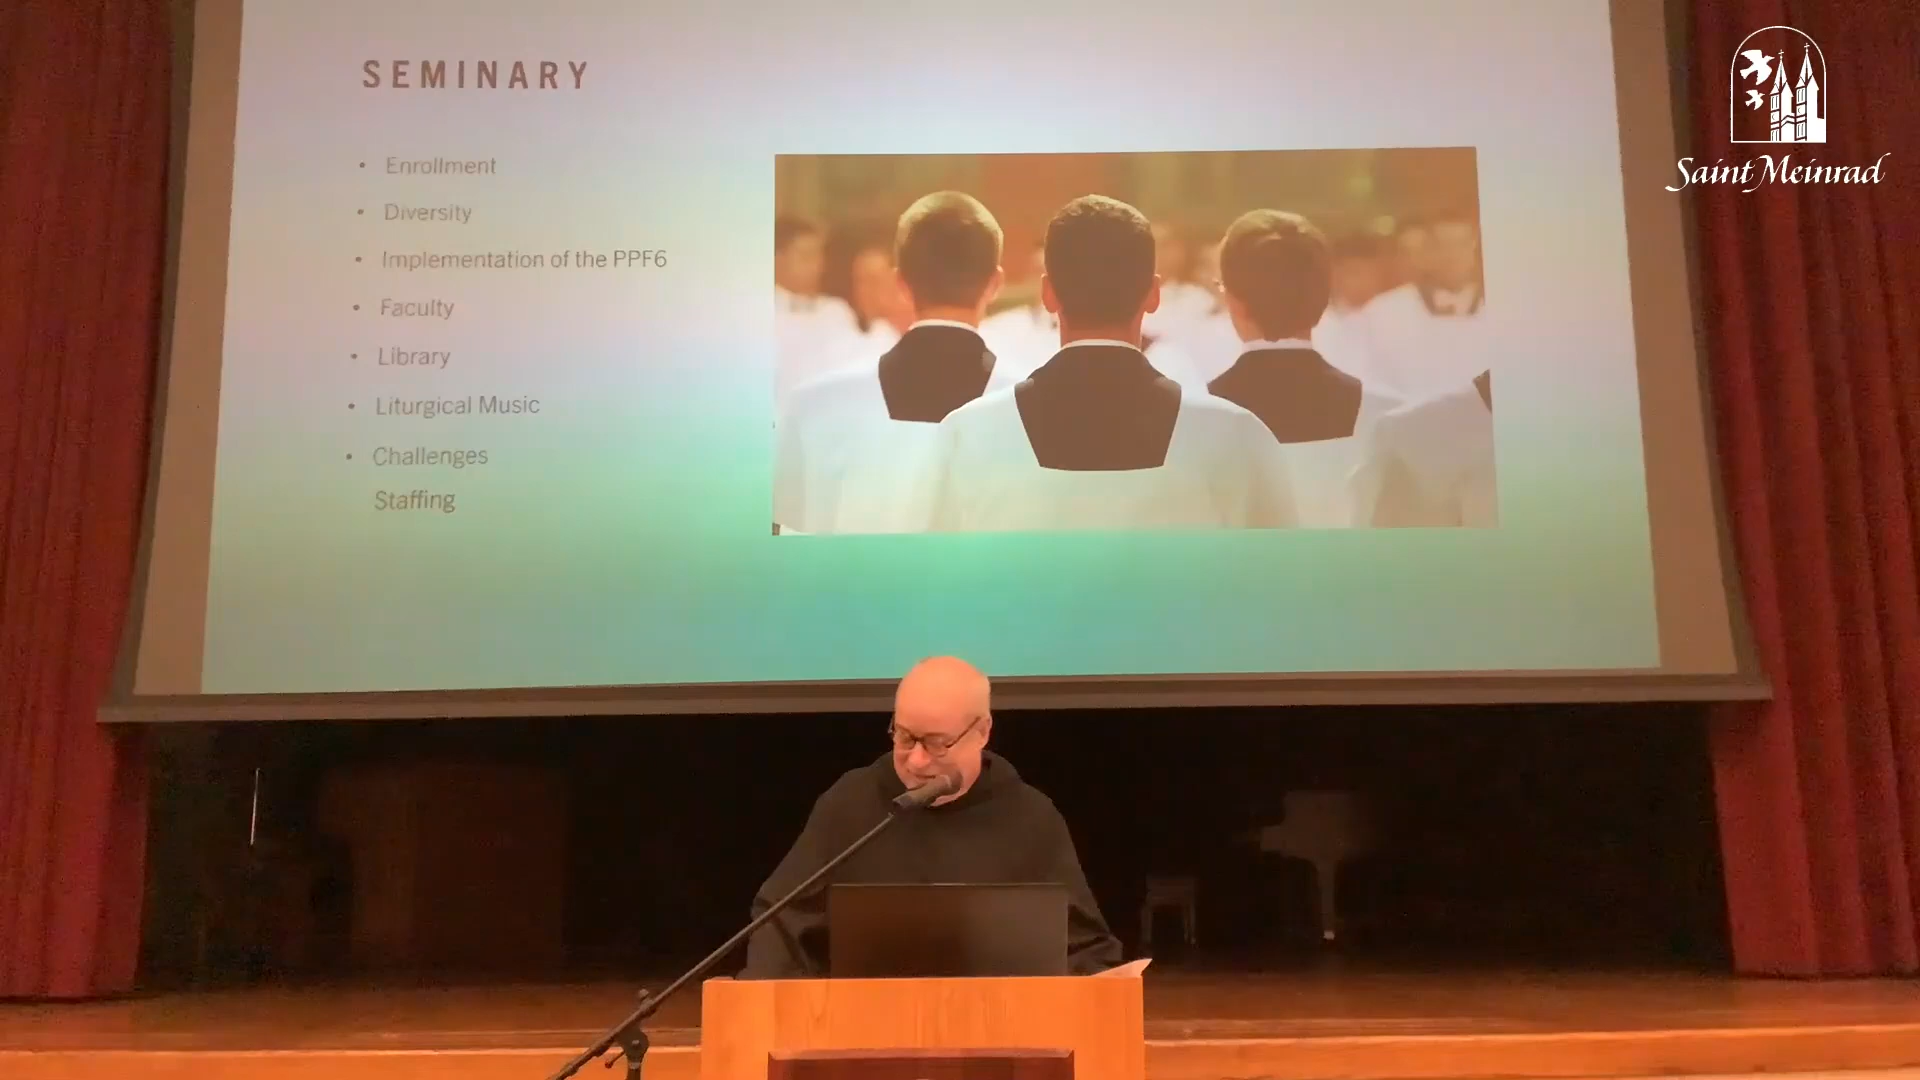 SEMINARY
• Enrollment
• Diversity
• Implementation of the PPF6
• Faculty
• Library
• Liturgical Music
• Challenges
Staffing
Saint Meinrad